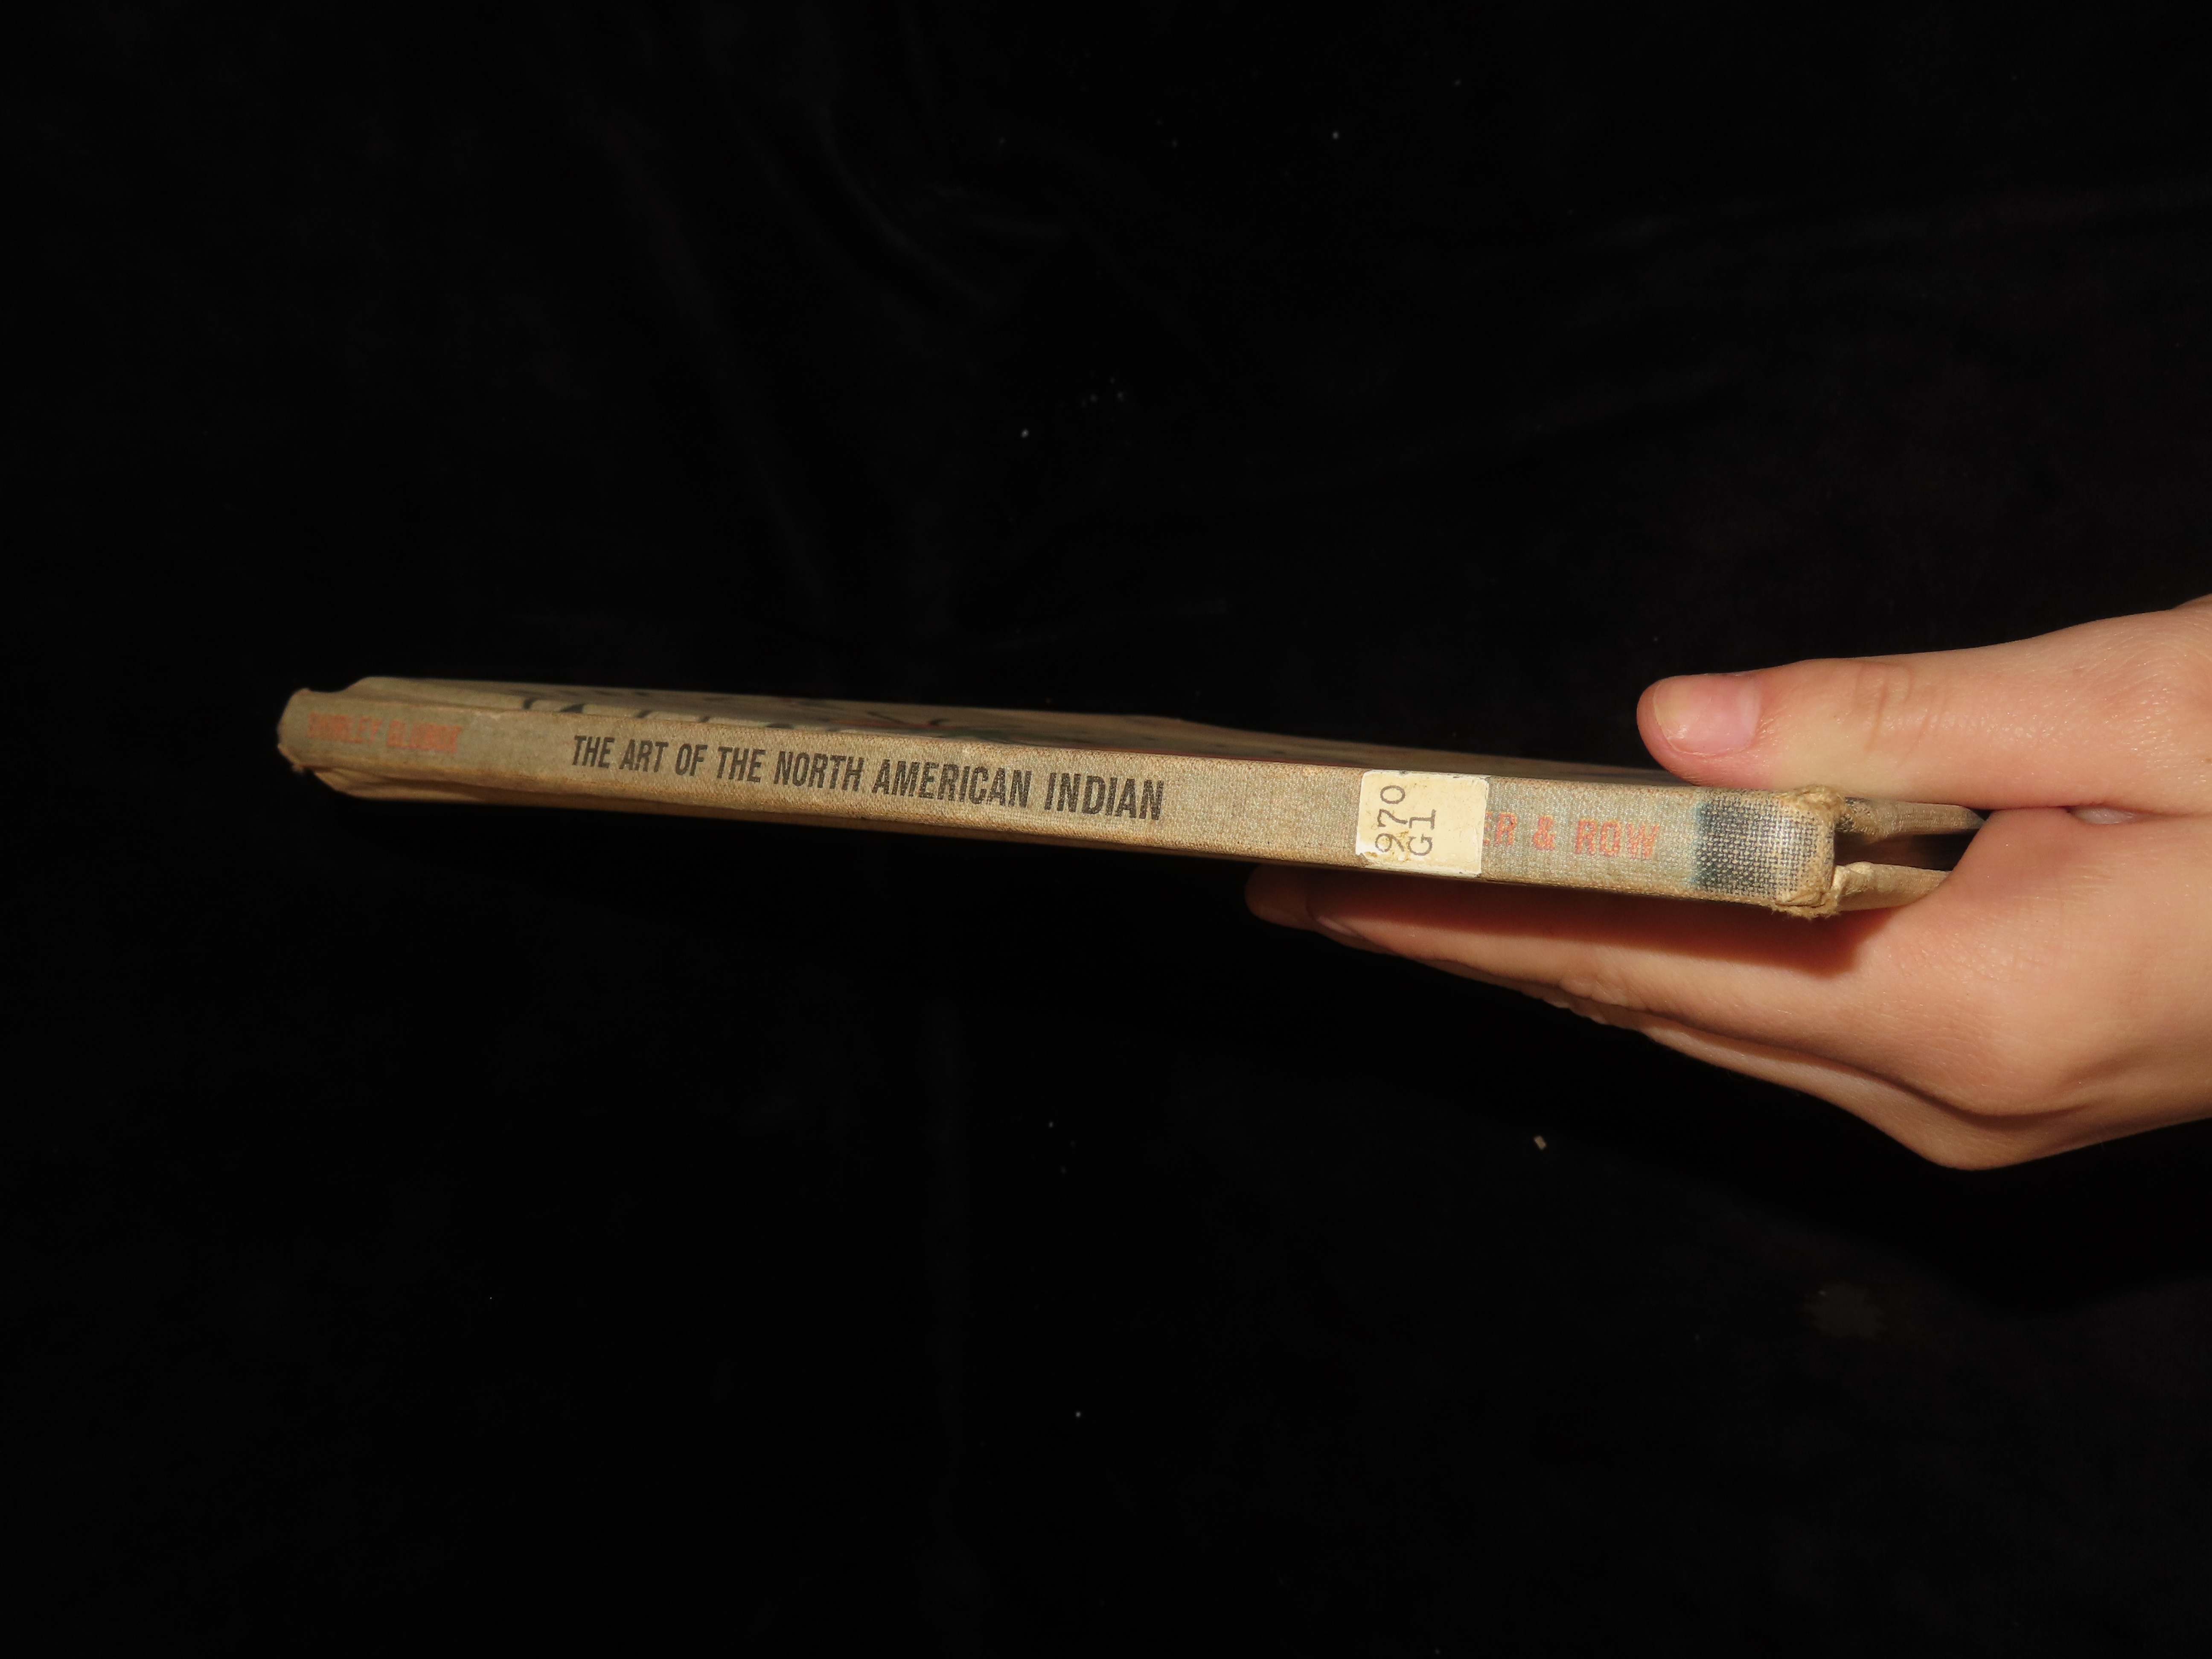 SHIRLEY GLUBOK
THE ART OF THE NORTH AMERICAN INDIAN
970
G1
ER & ROW